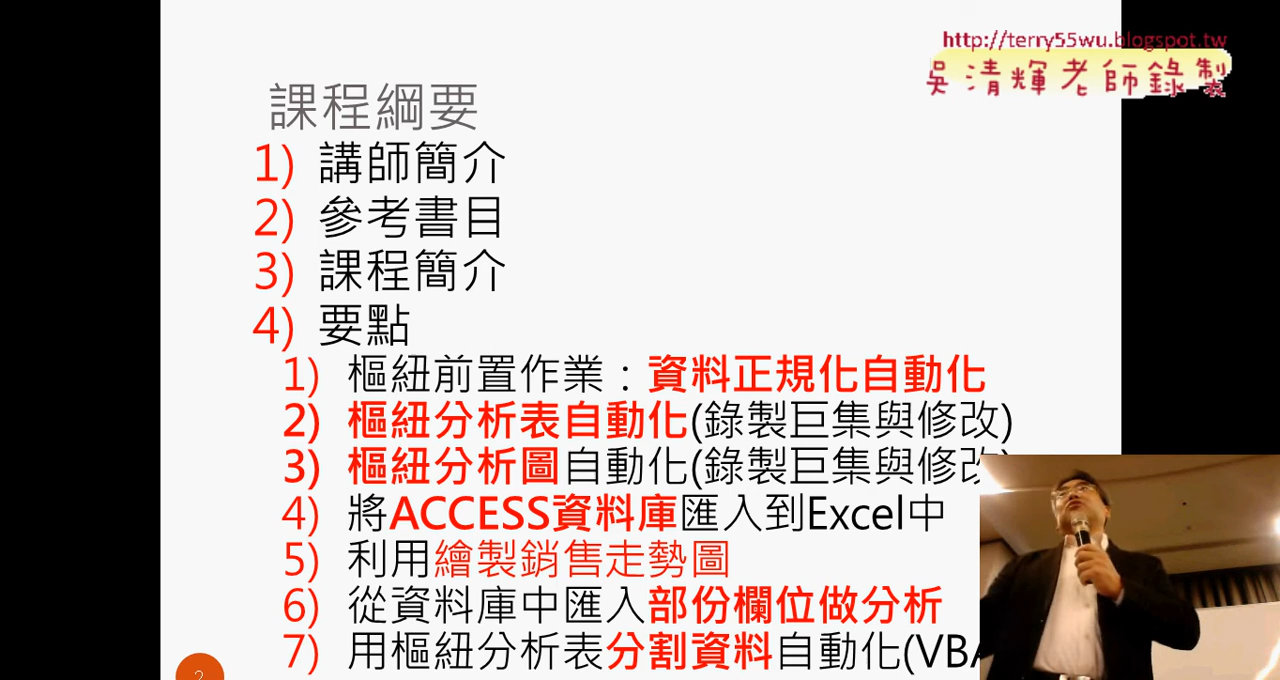 http://terry55wu.blogspot.tw
吳清輝老師錄製
課程綱要
1) 講師簡介
2) 參考書目
3) 課程簡介
4) 要點
1) 樞紐前置作業：資料正規化自動化
2) 樞紐分析表自動化(錄製巨集與修改)
3) 樞紐分析圖自動化(錄製巨集與修改)
4) 將ACCESS資料庫匯入到Excel中
5) 利用繪製銷售走勢圖
6) 從資料庫中匯入部份欄位做分析
7) 用樞紐分析表分割資料自動化(VBA
2